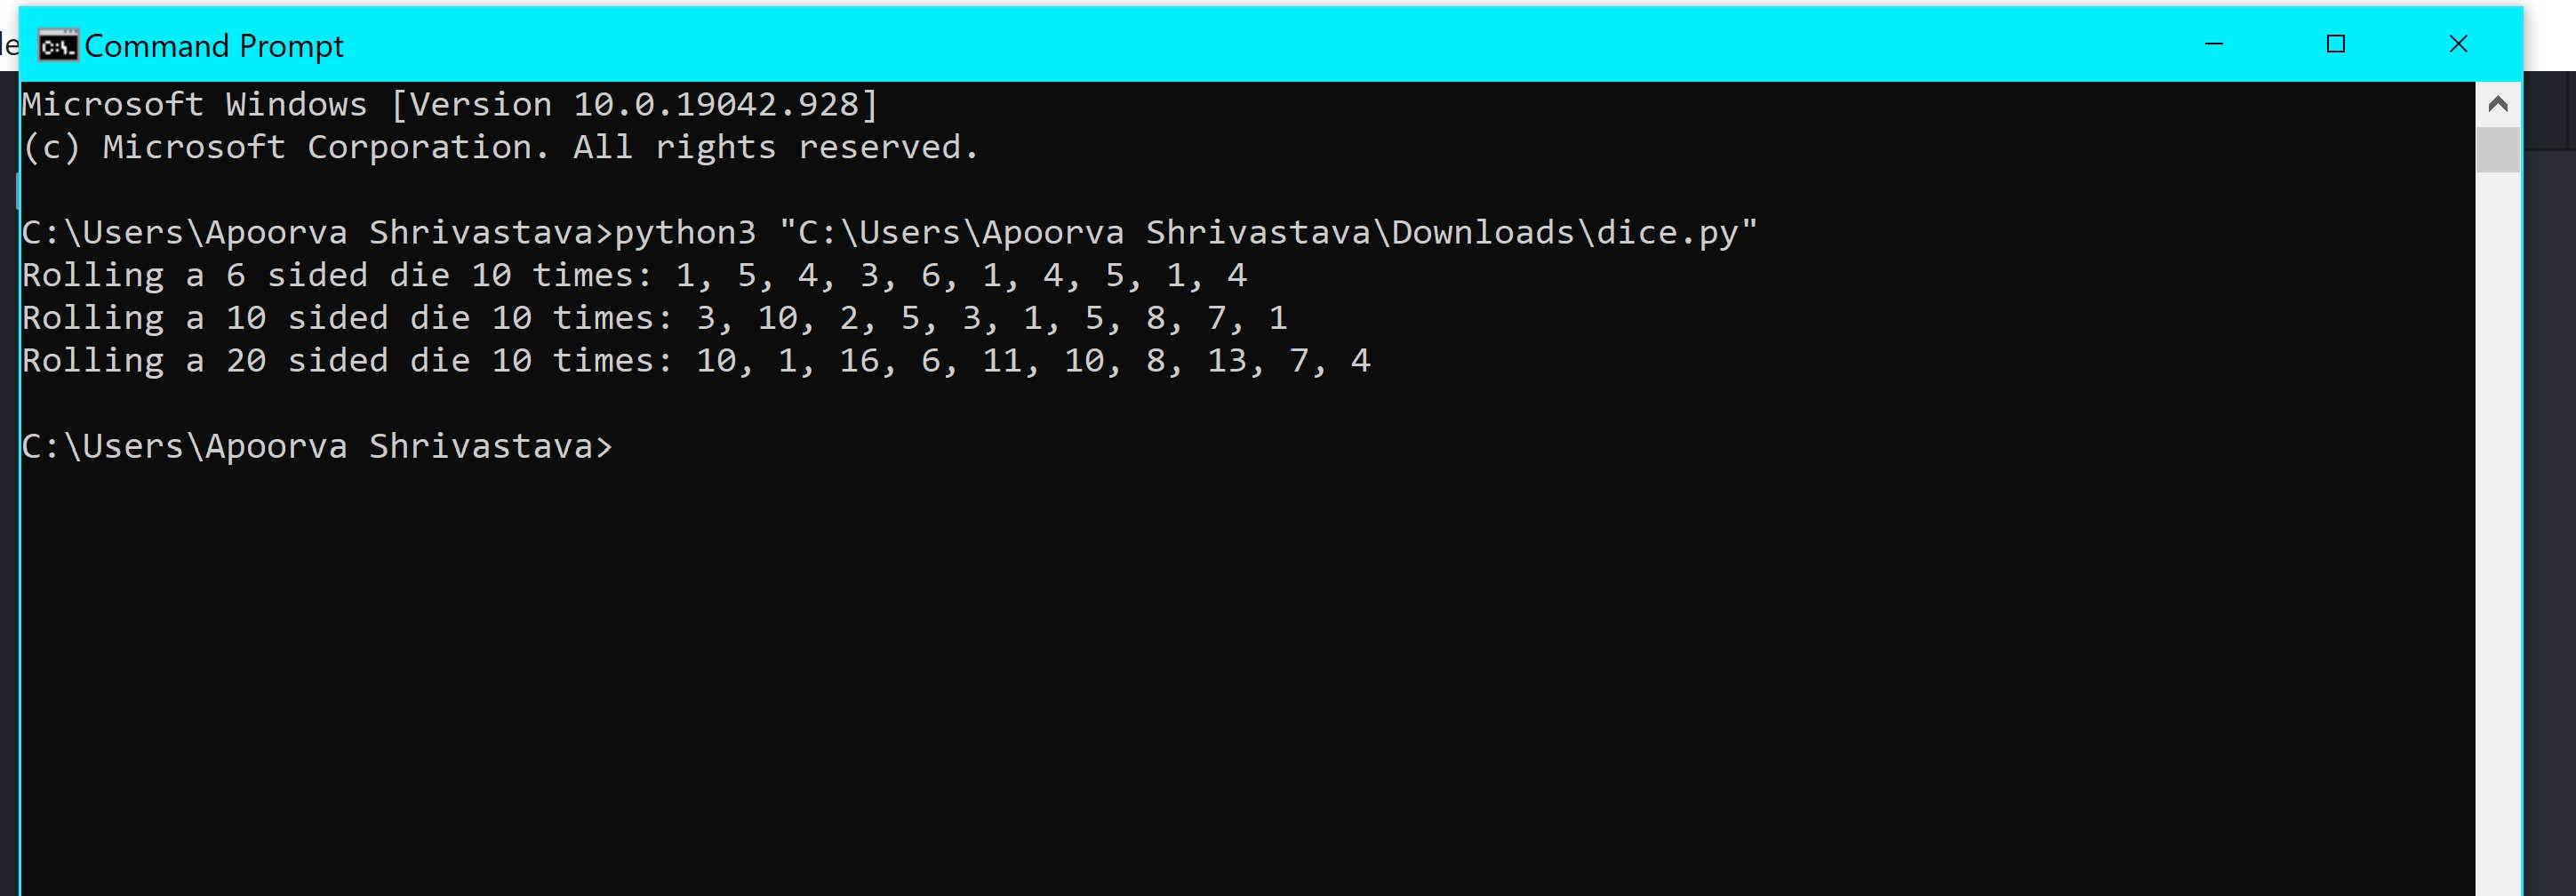 Command Prompt
Microsoft Windows [Version 10.0.19042.928]
(c) Microsoft Corporation. All rights reserved.
C:\Users\Apoorva Shrivastava>python3 "C:\Users\Apoorva Shrivastava\Downloads\dice.py"
Rolling a 6 sided die 10 times: 1, 5, 4, 3, 6, 1, 4, 5, 1, 4
Rolling a 10 sided die 10 times: 3, 10, 2, 5, 3, 1, 5, 8, 7, 1
Rolling a 20 sided die 10 times: 10, 1, 16, 6, 11, 10, 8, 13, 7, 4
C:\Users\Apoorva Shrivastava>